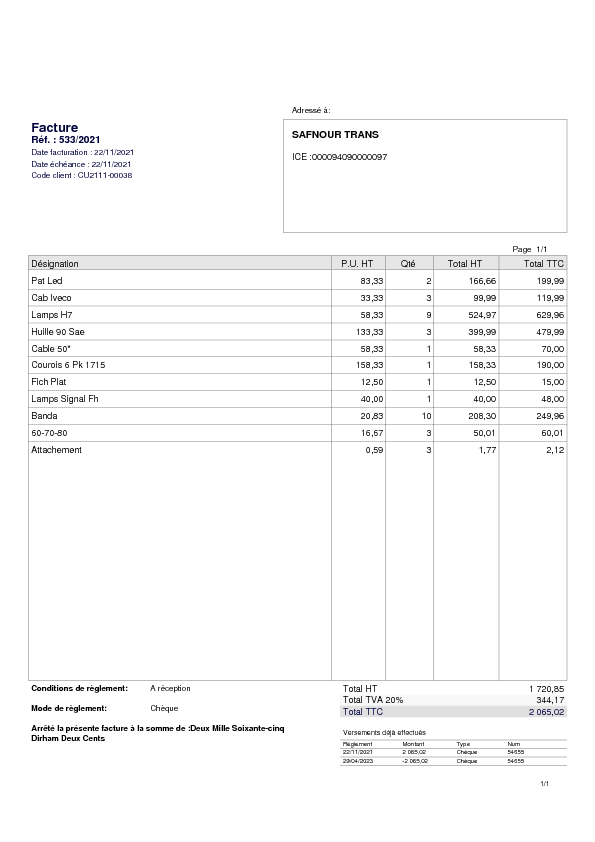 Adressé à:
Facture
Réf. : 533/2021
Date facturation : 22/11/2021
Date échéance : 22/11/2021
Code client : CU2111-00038
SAFNOUR TRANS
ICE :000094090000097
Page 1/1
Désignation P.U. HT Qté Total HT Total TTC
Pat Led 83,33 2 166,66 199,99
Cab Iveco 33,33 3 99,99 119,99
Lamps H7 58,33 9 524,97 629,96
Huille 90 Sae 133,33 3 399,99 479,99
Cable 50" 58,33 1 58,33 70,00
Courois 6 Pk 1715 158,33 1 158,33 190,00
Fich Plat 12,50 1 12,50 15,00
Lamps Signal Fh 40,00 1 40,00 48,00
Banda 20,83 10 208,30 249,96
60-70-80 16,67 3 50,01 60,01
Attachement 0,59 3 1,77 2,12
Conditions de règlement: A réception
Mode de règlement: Chèque
Arrêté la présente facture à la somme de :Deux Mille Soixante-cinq
Dirham Deux Cents
Total HT 1 720,85
Total TVA 20% 344,17
Total TTC 2 065,02
Versements déjà effectués
Règlement Montant Type Num
22/11/2021 2 065,02 Chèque 54655
29/04/2023 -2 065,02 Chèque 54655
1/1